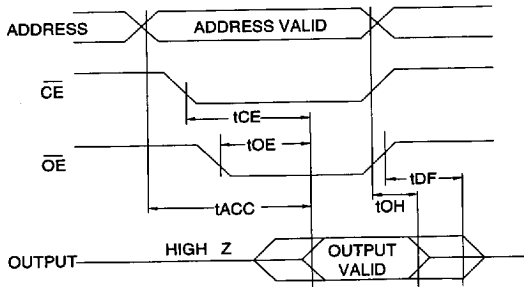 ADDRESS
ADDRESS VALID
CE
tCE
OE
tOE
tDF
tACC
tOH
OUTPUT
HIGH Z
OUTPUT
VALID